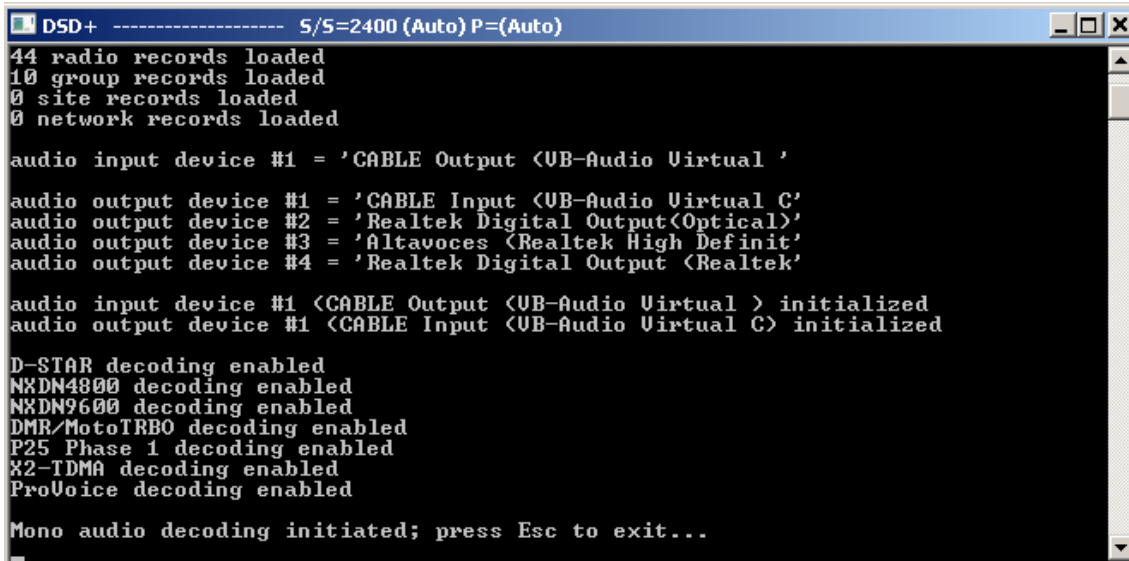 DSD+ -------------------- S/S=2400 (Auto) P=(Auto)
44 radio records loaded
10 group records loaded
0 site records loaded
0 network records loaded
audio input device #1 = 'CABLE Output (VB-Audio Virtual '
audio output device #1 = 'CABLE Input (VB-Audio Virtual C'
audio output device #2 = 'Realtek Digital Output(Optical)'
audio output device #3 = 'Altavoces (Realtek High Definit'
audio output device #4 = 'Realtek Digital Output (Realtek'
audio input device #1 (CABLE Output (VB-Audio Virtual ) initialized
audio output device #1 (CABLE Input (VB-Audio Virtual C) initialized
D-STAR decoding enabled
NXDN4800 decoding enabled
NXDN9600 decoding enabled
DMR/MotoTRBO decoding enabled
P25 Phase 1 decoding enabled
X2-TDMA decoding enabled
ProVoice decoding enabled
Mono audio decoding initiated; press Esc to exit...